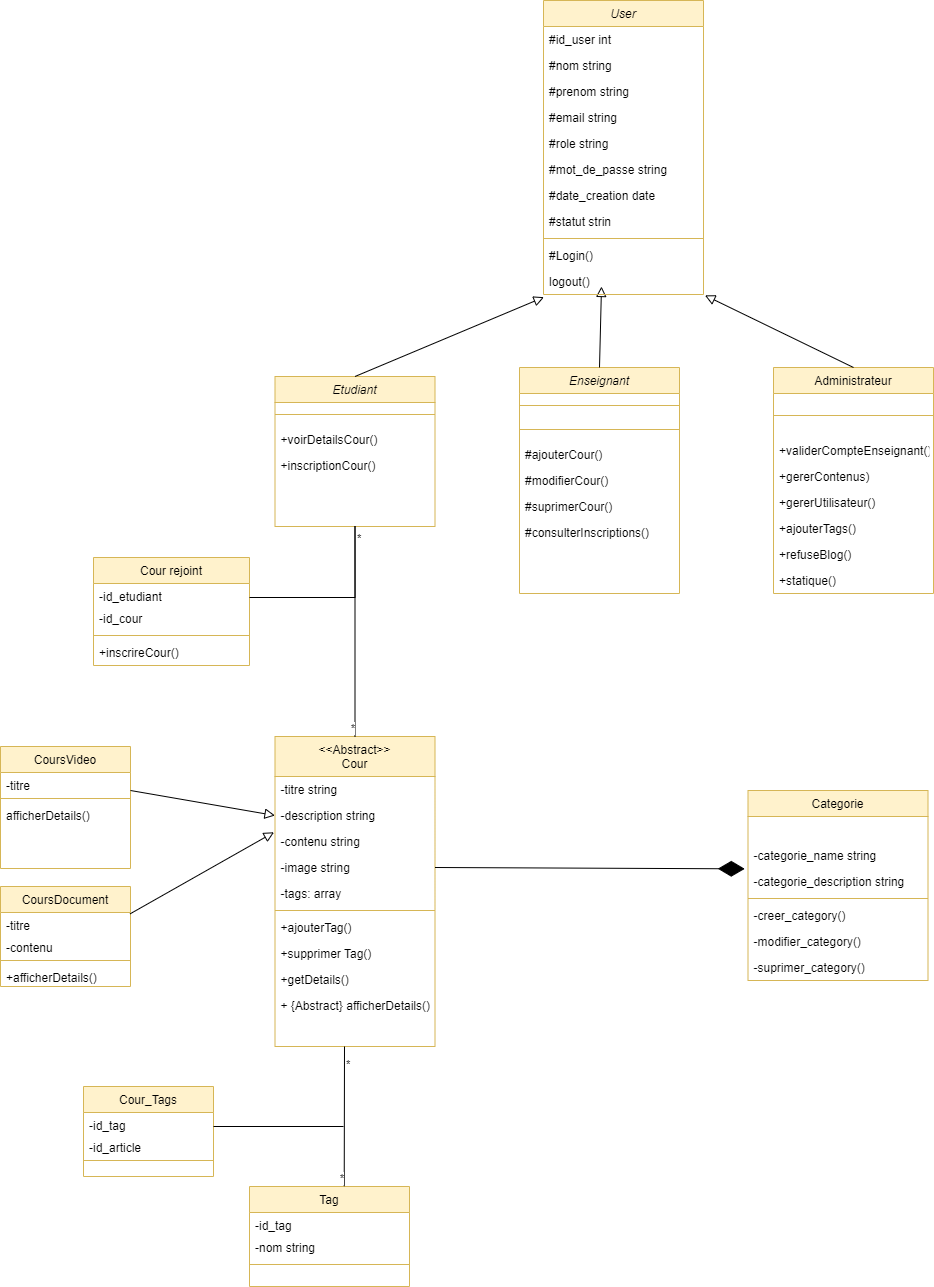 User
#id_user int
#nom string
#prenom string
#email string
#role string
#mot_de_passe string
#date_creation date
#statut strin
#Login()
logout()
Etudiant
+voirDetailsCour()
+inscriptionCour()
Enseignant
#ajouterCour()
#modifierCour()
#suprimerCour()
#consulterInscriptions()
Administrateur
+validerCompteEnseignant()
+gererContenus)
+gererUtilisateur()
+ajouterTags()
+refuseBlog()
+statique()
*
Cour rejoint
-id_etudiant
-id_cour
+inscrireCour()
*
CoursVideo
-titre
afficherDetails()
CoursDocument
-titre
-contenu
+afficherDetails()
<<Abstract>>
Cour
-titre string
-description string
-contenu string
-image string
-tags: array
+ajouterTag()
+supprimer Tag()
+getDetails()
+ {Abstract} afficherDetails()
Categorie
-categorie_name string
-categorie_description string
-creer_category()
-modifier_category()
-suprimer_category()
*
Cour_Tags
-id_tag
-id_article
*
Tag
-id_tag
-nom string